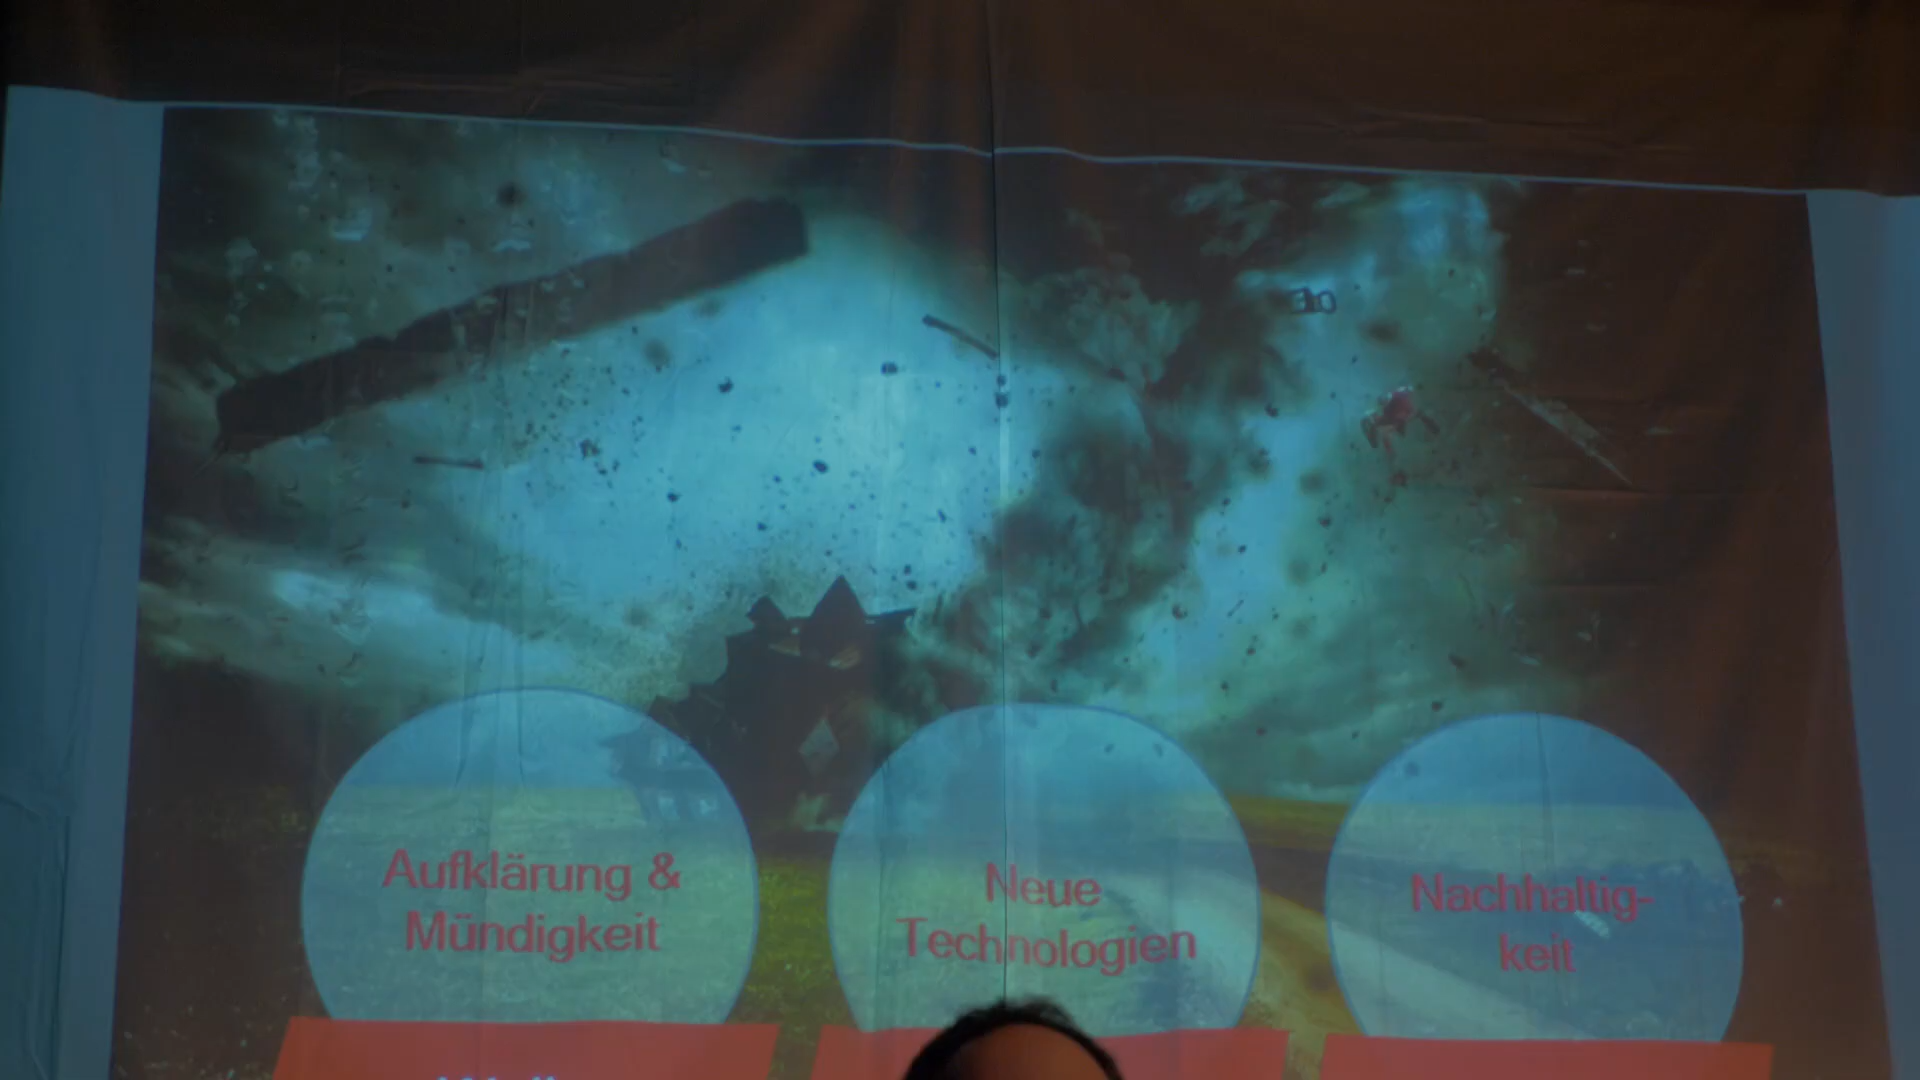 Aufklärung &
Mündigkeit
Neue
Technologien
Nachhaltig-
keit